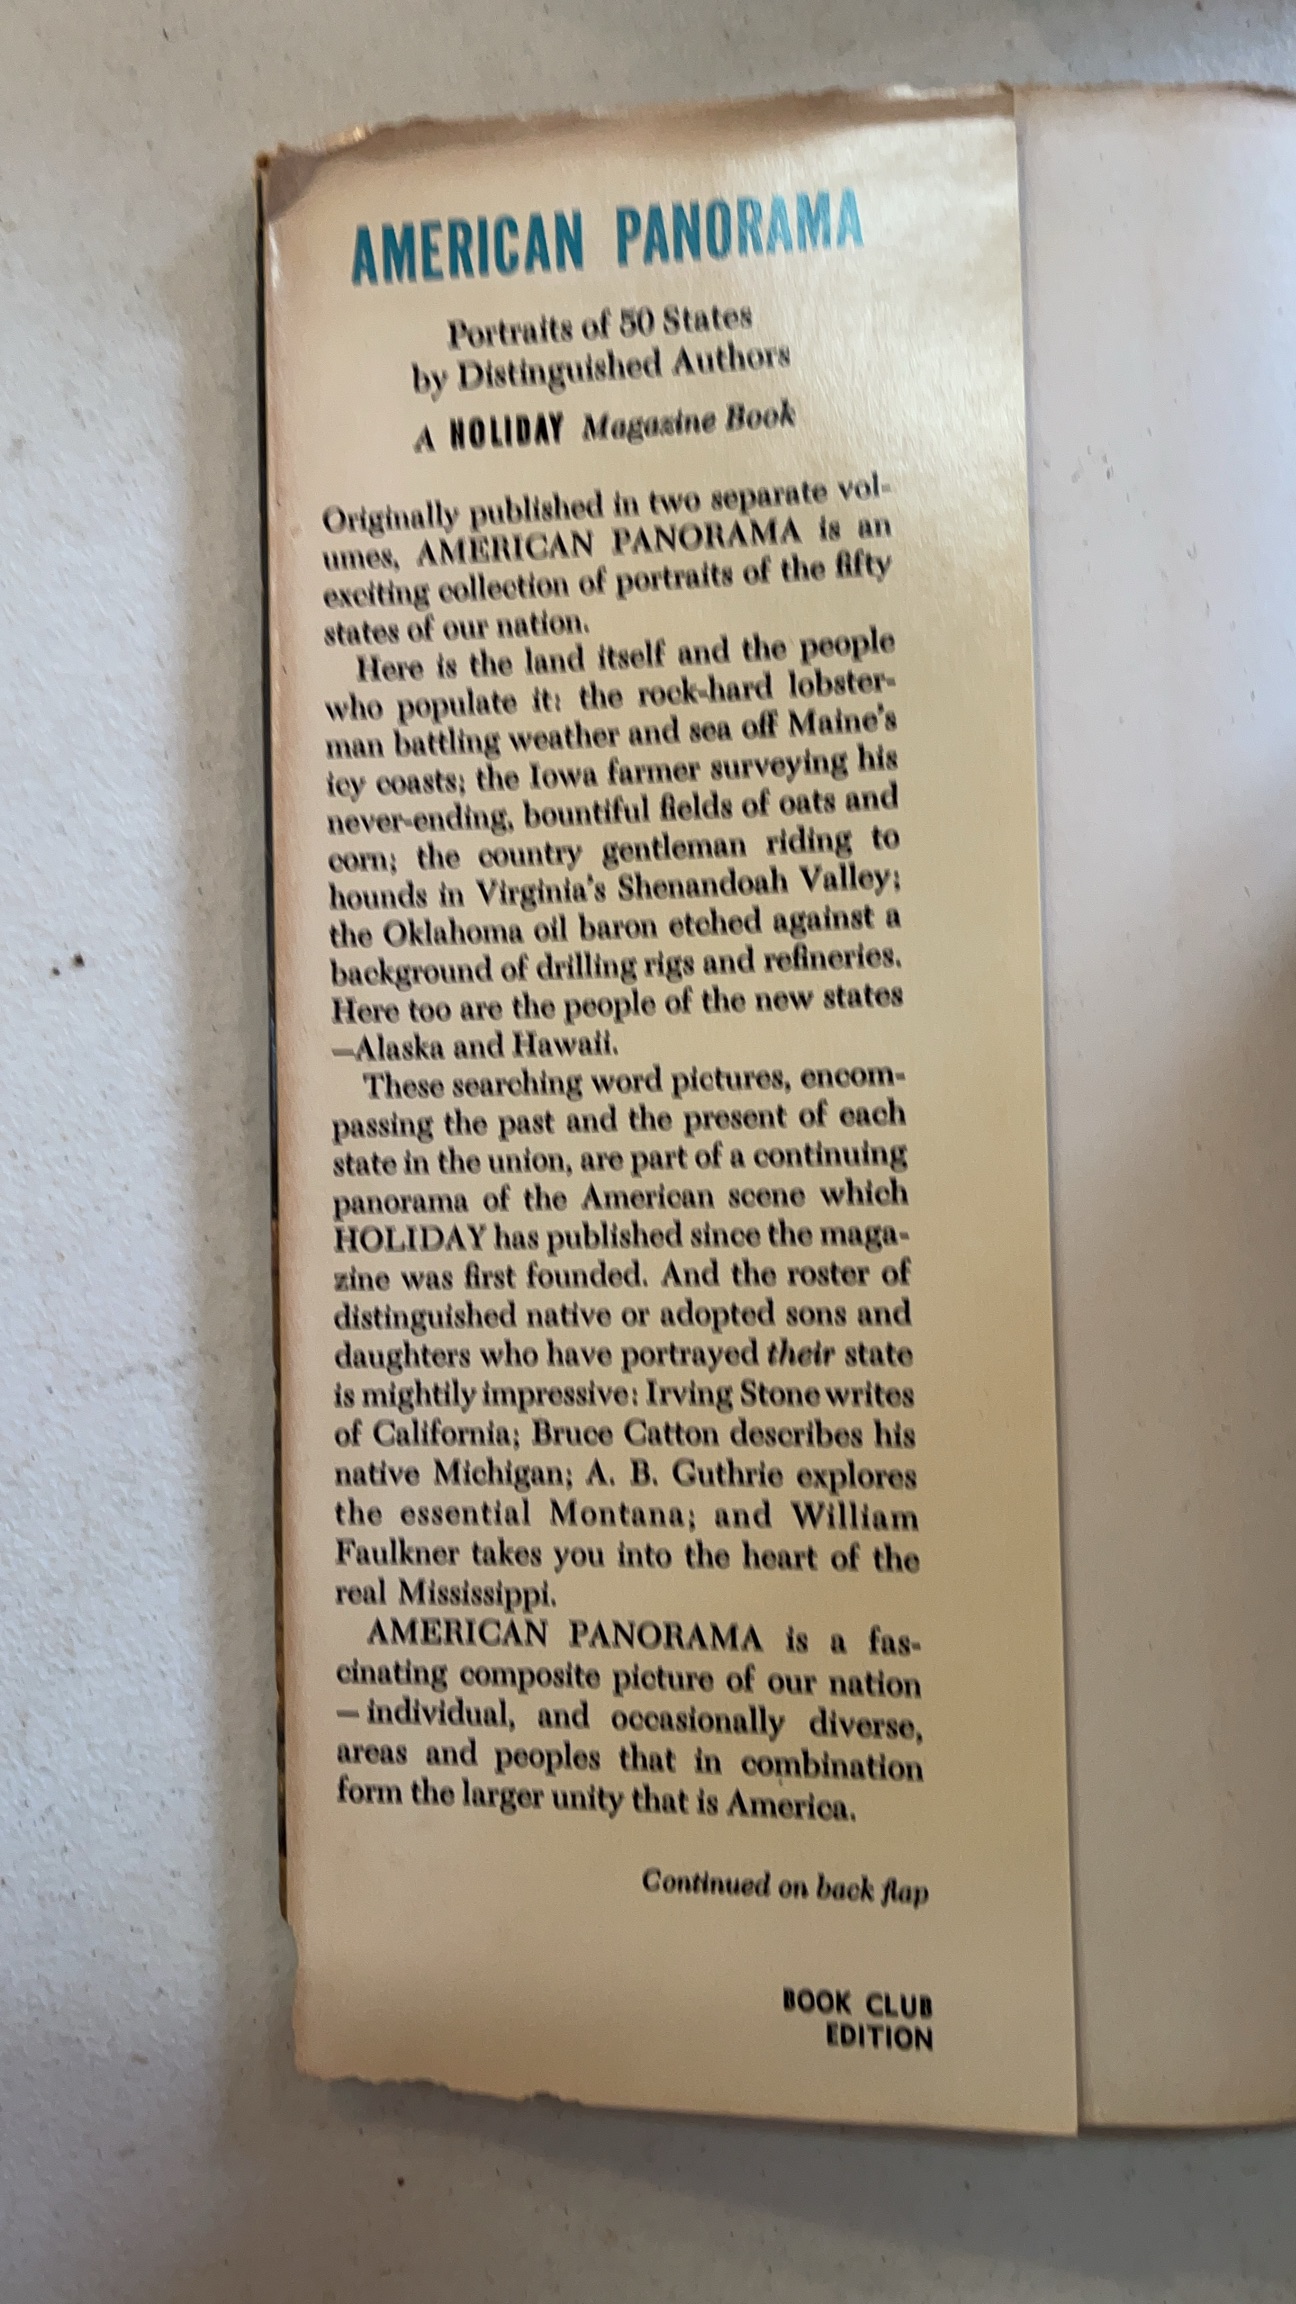 AMERICAN PANORAMA
Portraits of 50 States
by Distinguished Authors
A HOLIDAY Magazine Book
Originally published in two separate vol-
umes, AMERICAN PANORAMA is an
exciting collection of portraits of the fifty
states of our nation.
Here is the land itself and the people
who populate it: the rock-hard lobster-
man battling weather and sea off Maine's
icy coasts; the Iowa farmer surveying his
never-ending, bountiful fields of oats and
corn; the country gentleman riding to
hounds in Virginia's Shenandoah Valley;
the Oklahoma oil baron etched against a
background of drilling rigs and refineries.
Here too are the people of the new states
—Alaska and Hawaii.
These searching word pictures, encom-
passing the past and the present of each
state in the union, are part of a continuing
panorama of the American scene which
HOLIDAY has published since the maga-
zine was first founded. And the roster of
distinguished native or adopted sons and
daughters who have portrayed their state
is mightily impressive: Irving Stone writes
of California; Bruce Catton describes his
native Michigan; A. B. Guthrie explores
the essential Montana; and William
Faulkner takes you into the heart of the
real Mississippi.
AMERICAN PANORAMA is a fas-
cinating composite picture of our nation
—individual, and occasionally diverse,
areas and peoples that in combination
form the larger unity that is America.
Continued on back flap
BOOK CLUB
EDITION